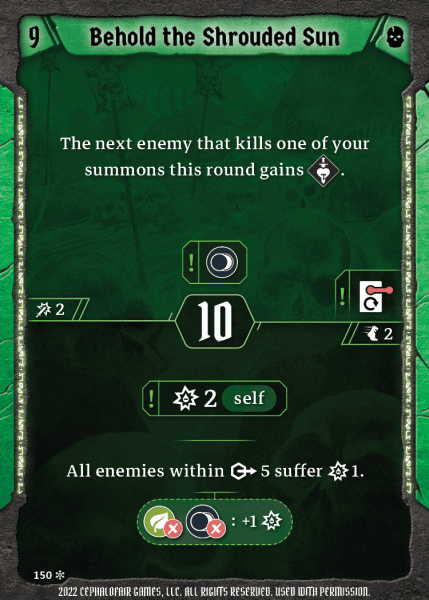 9 Behold the Shrouded Sun
The next enemy that kills one of your
summons this round gains .
!
!
2
10
2
! 2 self
All enemies within 5 suffer 1.
: +1
150
2022 CEPHALOFAIR GAMES, LLC. ALL RIGHTS RESERVED. USED WITH PERMISSION.